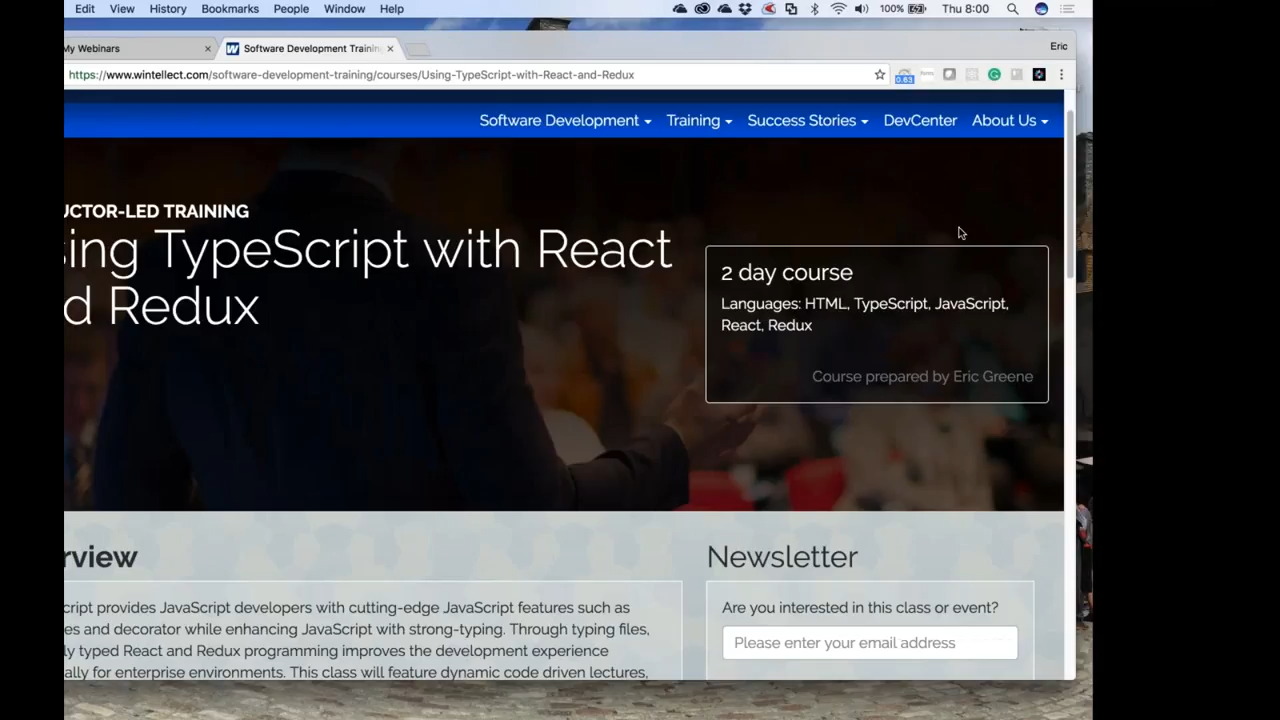 Edit View History Bookmarks People Window Help 100% Thu 8:00
My Webinars Software Development Trainin Eric
https://www.wintellect.com/software-development-training/courses/Using-TypeScript-with-React-and-Redux
0.63
Software Development Training Success Stories DevCenter About Us
UCTOR-LED TRAINING
sing TypeScript with React
d Redux
2 day course
Languages: HTML, TypeScript, JavaScript,
React, Redux
Course prepared by Eric Greene
rview
cript provides JavaScript developers with cutting-edge JavaScript features such as
es and decorator while enhancing JavaScript with strong-typing. Through typing files,
ly typed React and Redux programming improves the development experience
ally for enterprise environments. This class will feature dynamic code driven lectures,
Newsletter
Are you interested in this class or event?
Please enter your email address